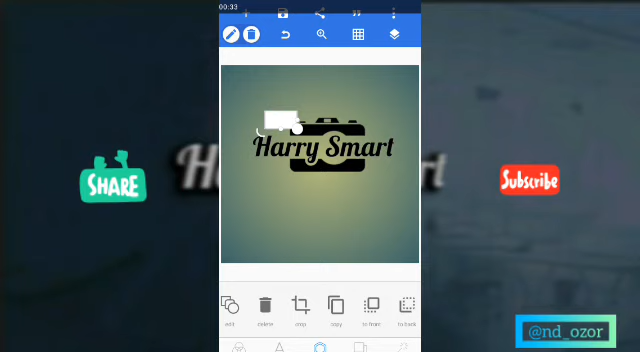 00:33
Harry Smart
SHARE
Subscribe
edit
delete
crop
copy
to front
to back
@nd_ozor